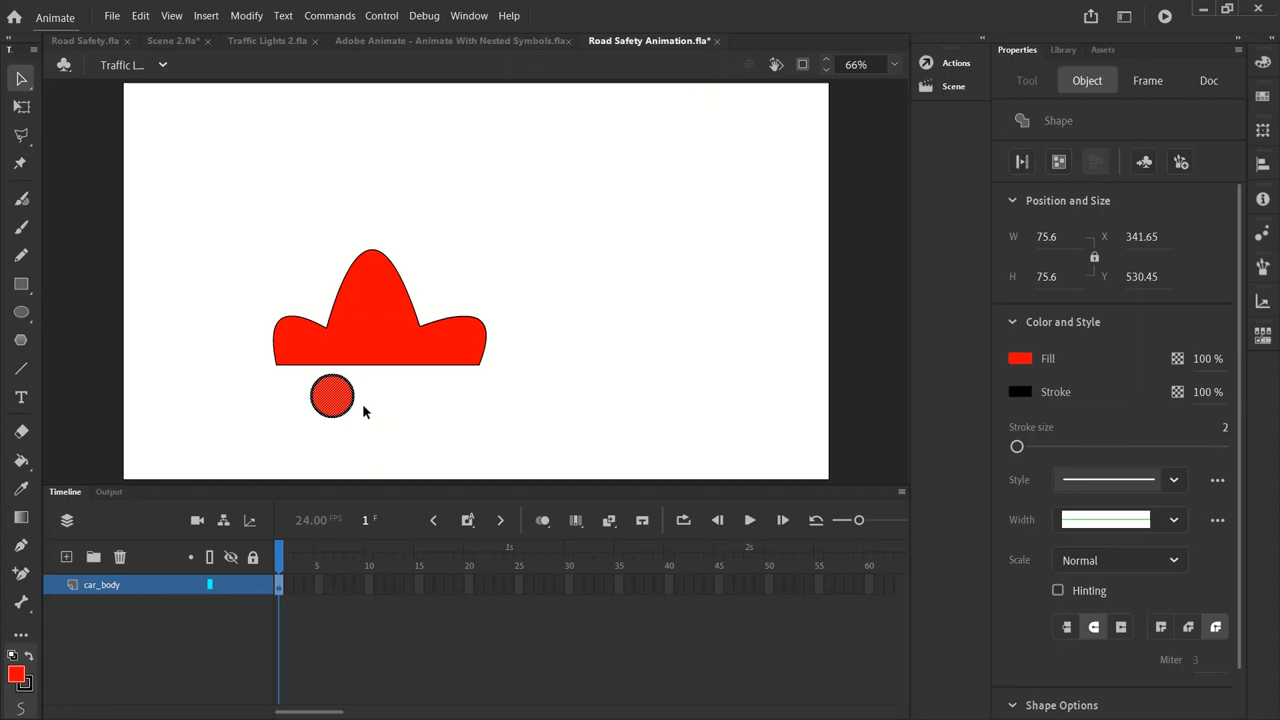 Animate File Edit View Insert Modify Text Commands Control Debug Window Help
Road Safety.fla Scene 2.fla* Traffic Lights 2.fla Adobe Animate - Animate With Nested Symbols.fla* Road Safety Animation.fla*
T.
Traffic L... 66%
Actions
Scene
Properties Library Assets
Tool Object Frame Doc
Shape
Position and Size
W 75.6 X 341.65
H 75.6 Y 530.45
Color and Style
Fill 100 %
Stroke 100 %
Stroke size 2
Style
Width
Scale Normal
Hinting
Miter 3
Shape Options
Timeline Output
24.00 FPS 1 F
1s 2s
5 10 15 20 25 30 35 40 45 50 55 60
car_body